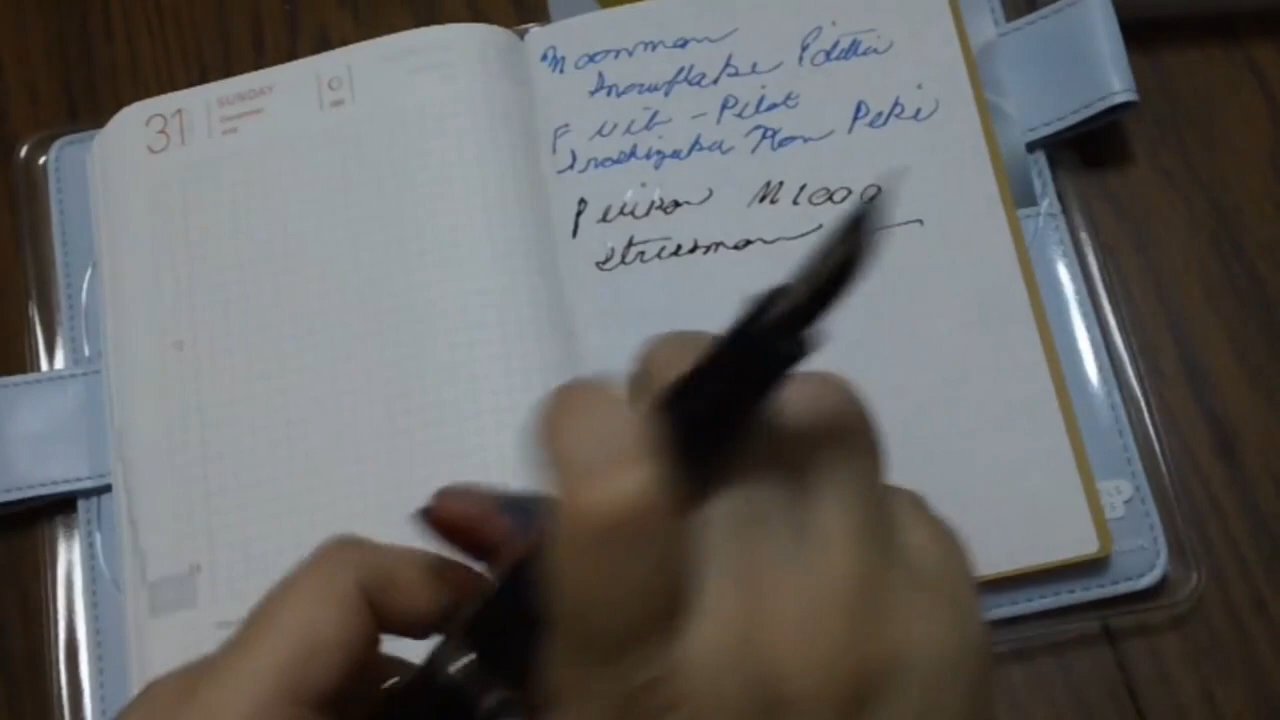 31 SUNDAY
Moonman
Snowflake Edition
F nib - Pilot
Iroshizuku Kon Peki
Pelikan M1000
Stresemann